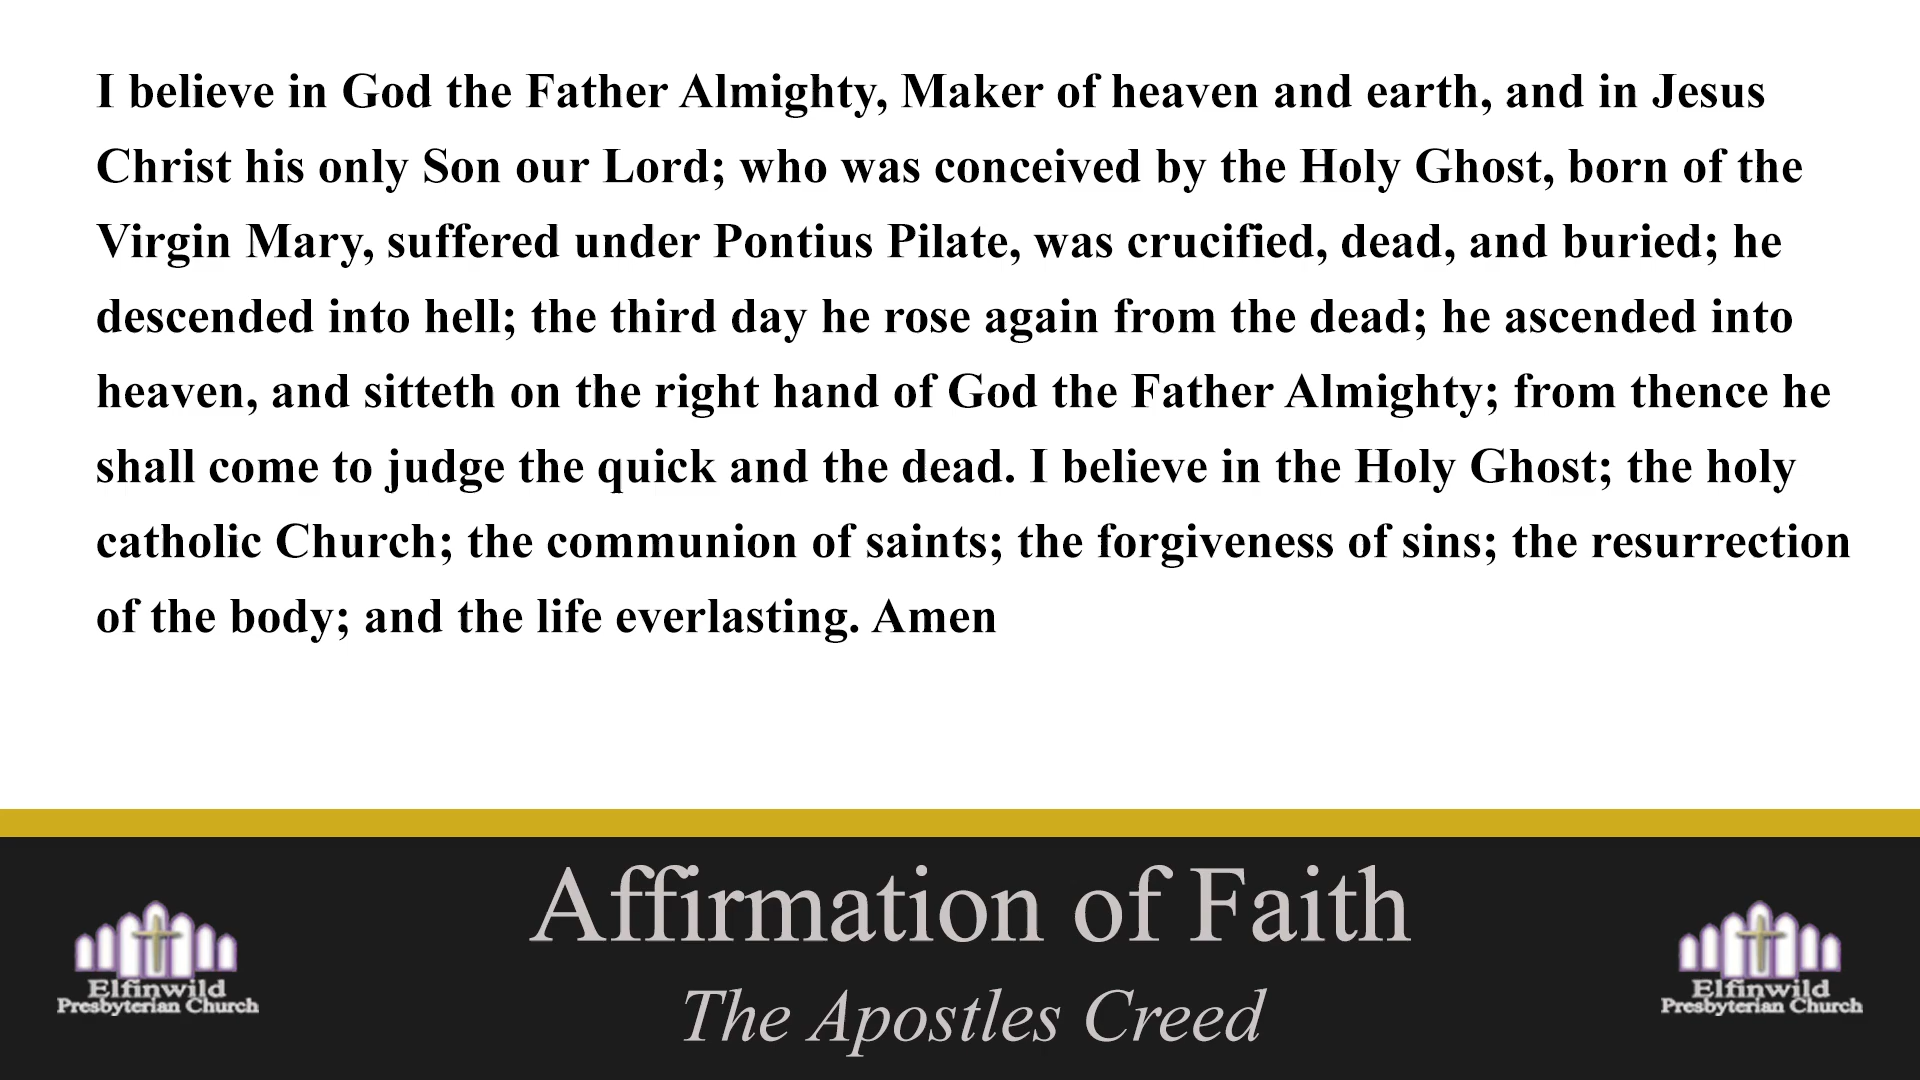 I believe in God the Father Almighty, Maker of heaven and earth, and in Jesus
Christ his only Son our Lord; who was conceived by the Holy Ghost, born of the
Virgin Mary, suffered under Pontius Pilate, was crucified, dead, and buried; he
descended into hell; the third day he rose again from the dead; he ascended into
heaven, and sitteth on the right hand of God the Father Almighty; from thence he
shall come to judge the quick and the dead. I believe in the Holy Ghost; the holy
catholic Church; the communion of saints; the forgiveness of sins; the resurrection
of the body; and the life everlasting. Amen
Affirmation of Faith
The Apostles Creed
Elfinwild
Presbyterian Church
Elfinwild
Presbyterian Church